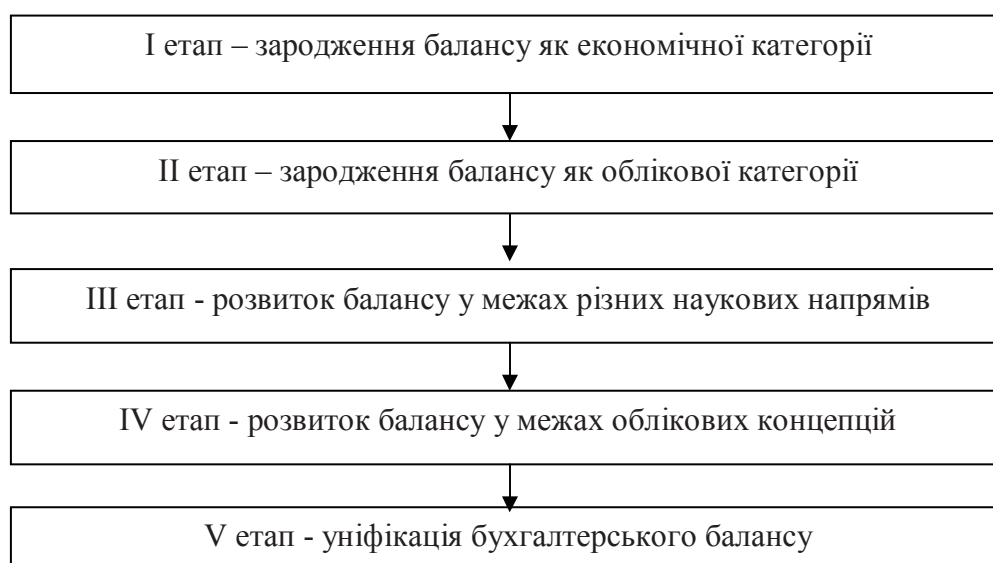 І етап – зародження балансу як економічної категорії
ІІ етап – зародження балансу як облікової категорії
ІІІ етап - розвиток балансу у межах різних наукових напрямів
IV етап - розвиток балансу у межах облікових концепцій
V етап - уніфікація бухгалтерського балансу